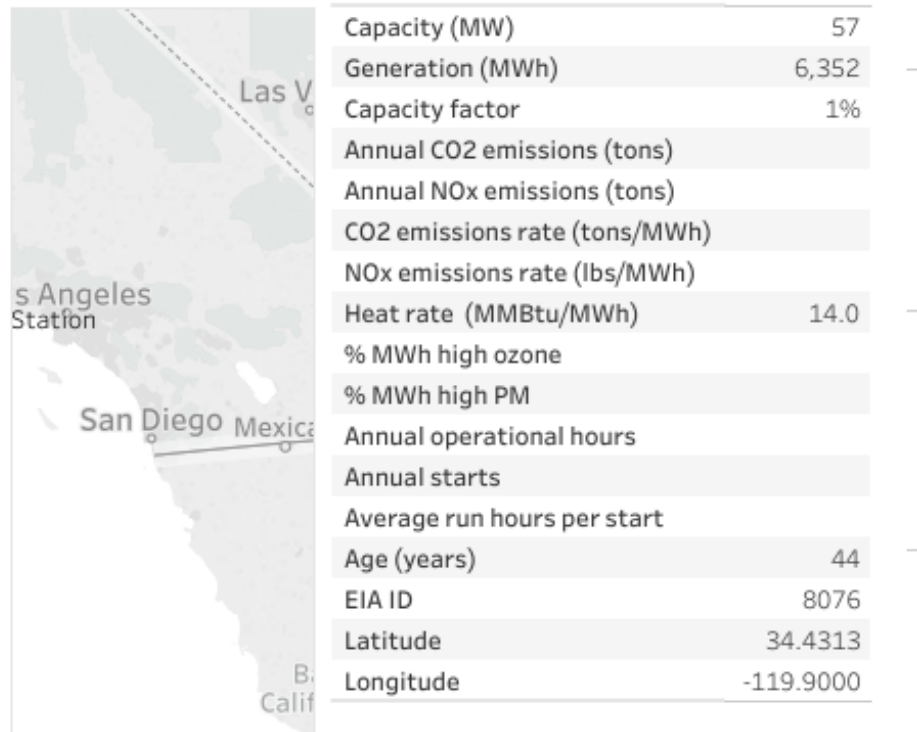 Las V
s Angeles
Station
San Diego
Mexica
Ba
Calif
Capacity (MW) 57
Generation (MWh) 6,352
Capacity factor 1%
Annual CO2 emissions (tons)
Annual NOx emissions (tons)
CO2 emissions rate (tons/MWh)
NOx emissions rate (lbs/MWh)
Heat rate (MMBtu/MWh) 14.0
% MWh high ozone
% MWh high PM
Annual operational hours
Annual starts
Average run hours per start
Age (years) 44
EIA ID 8076
Latitude 34.4313
Longitude -119.9000